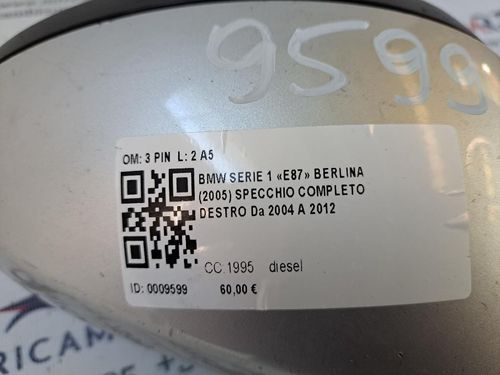 9599
OM: 3 PIN L: 2 A5
BMW SERIE 1 «E87» BERLINA
(2005) SPECCHIO COMPLETO
DESTRO Da 2004 A 2012
CC.1995 diesel
ID: 0009599 60,00 €
RICAM